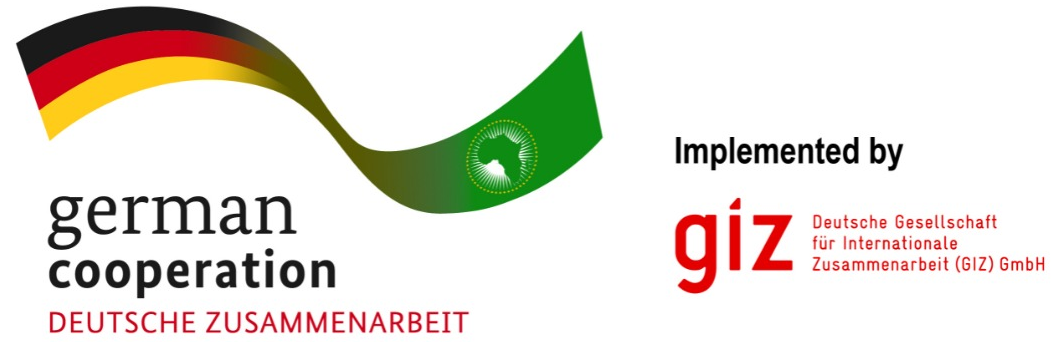 german
cooperation
DEUTSCHE ZUSAMMENARBEIT
Implemented by
giz
Deutsche Gesellschaft
für Internationale
Zusammenarbeit (GIZ) GmbH